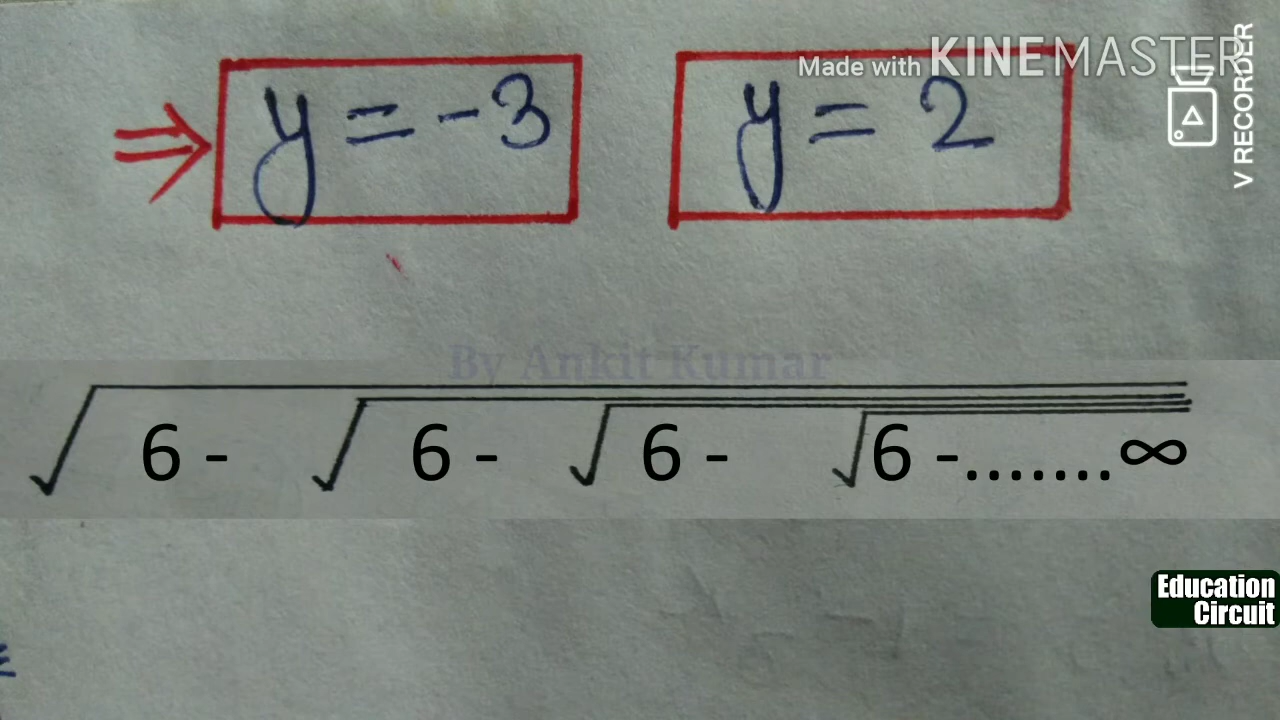 Made with KINEMASTER
V RECORDER
⇒ y = -3 y = 2
By Ankit Kumar
√6 - √6 - √6 - √6 -.......∞
Education
Circuit